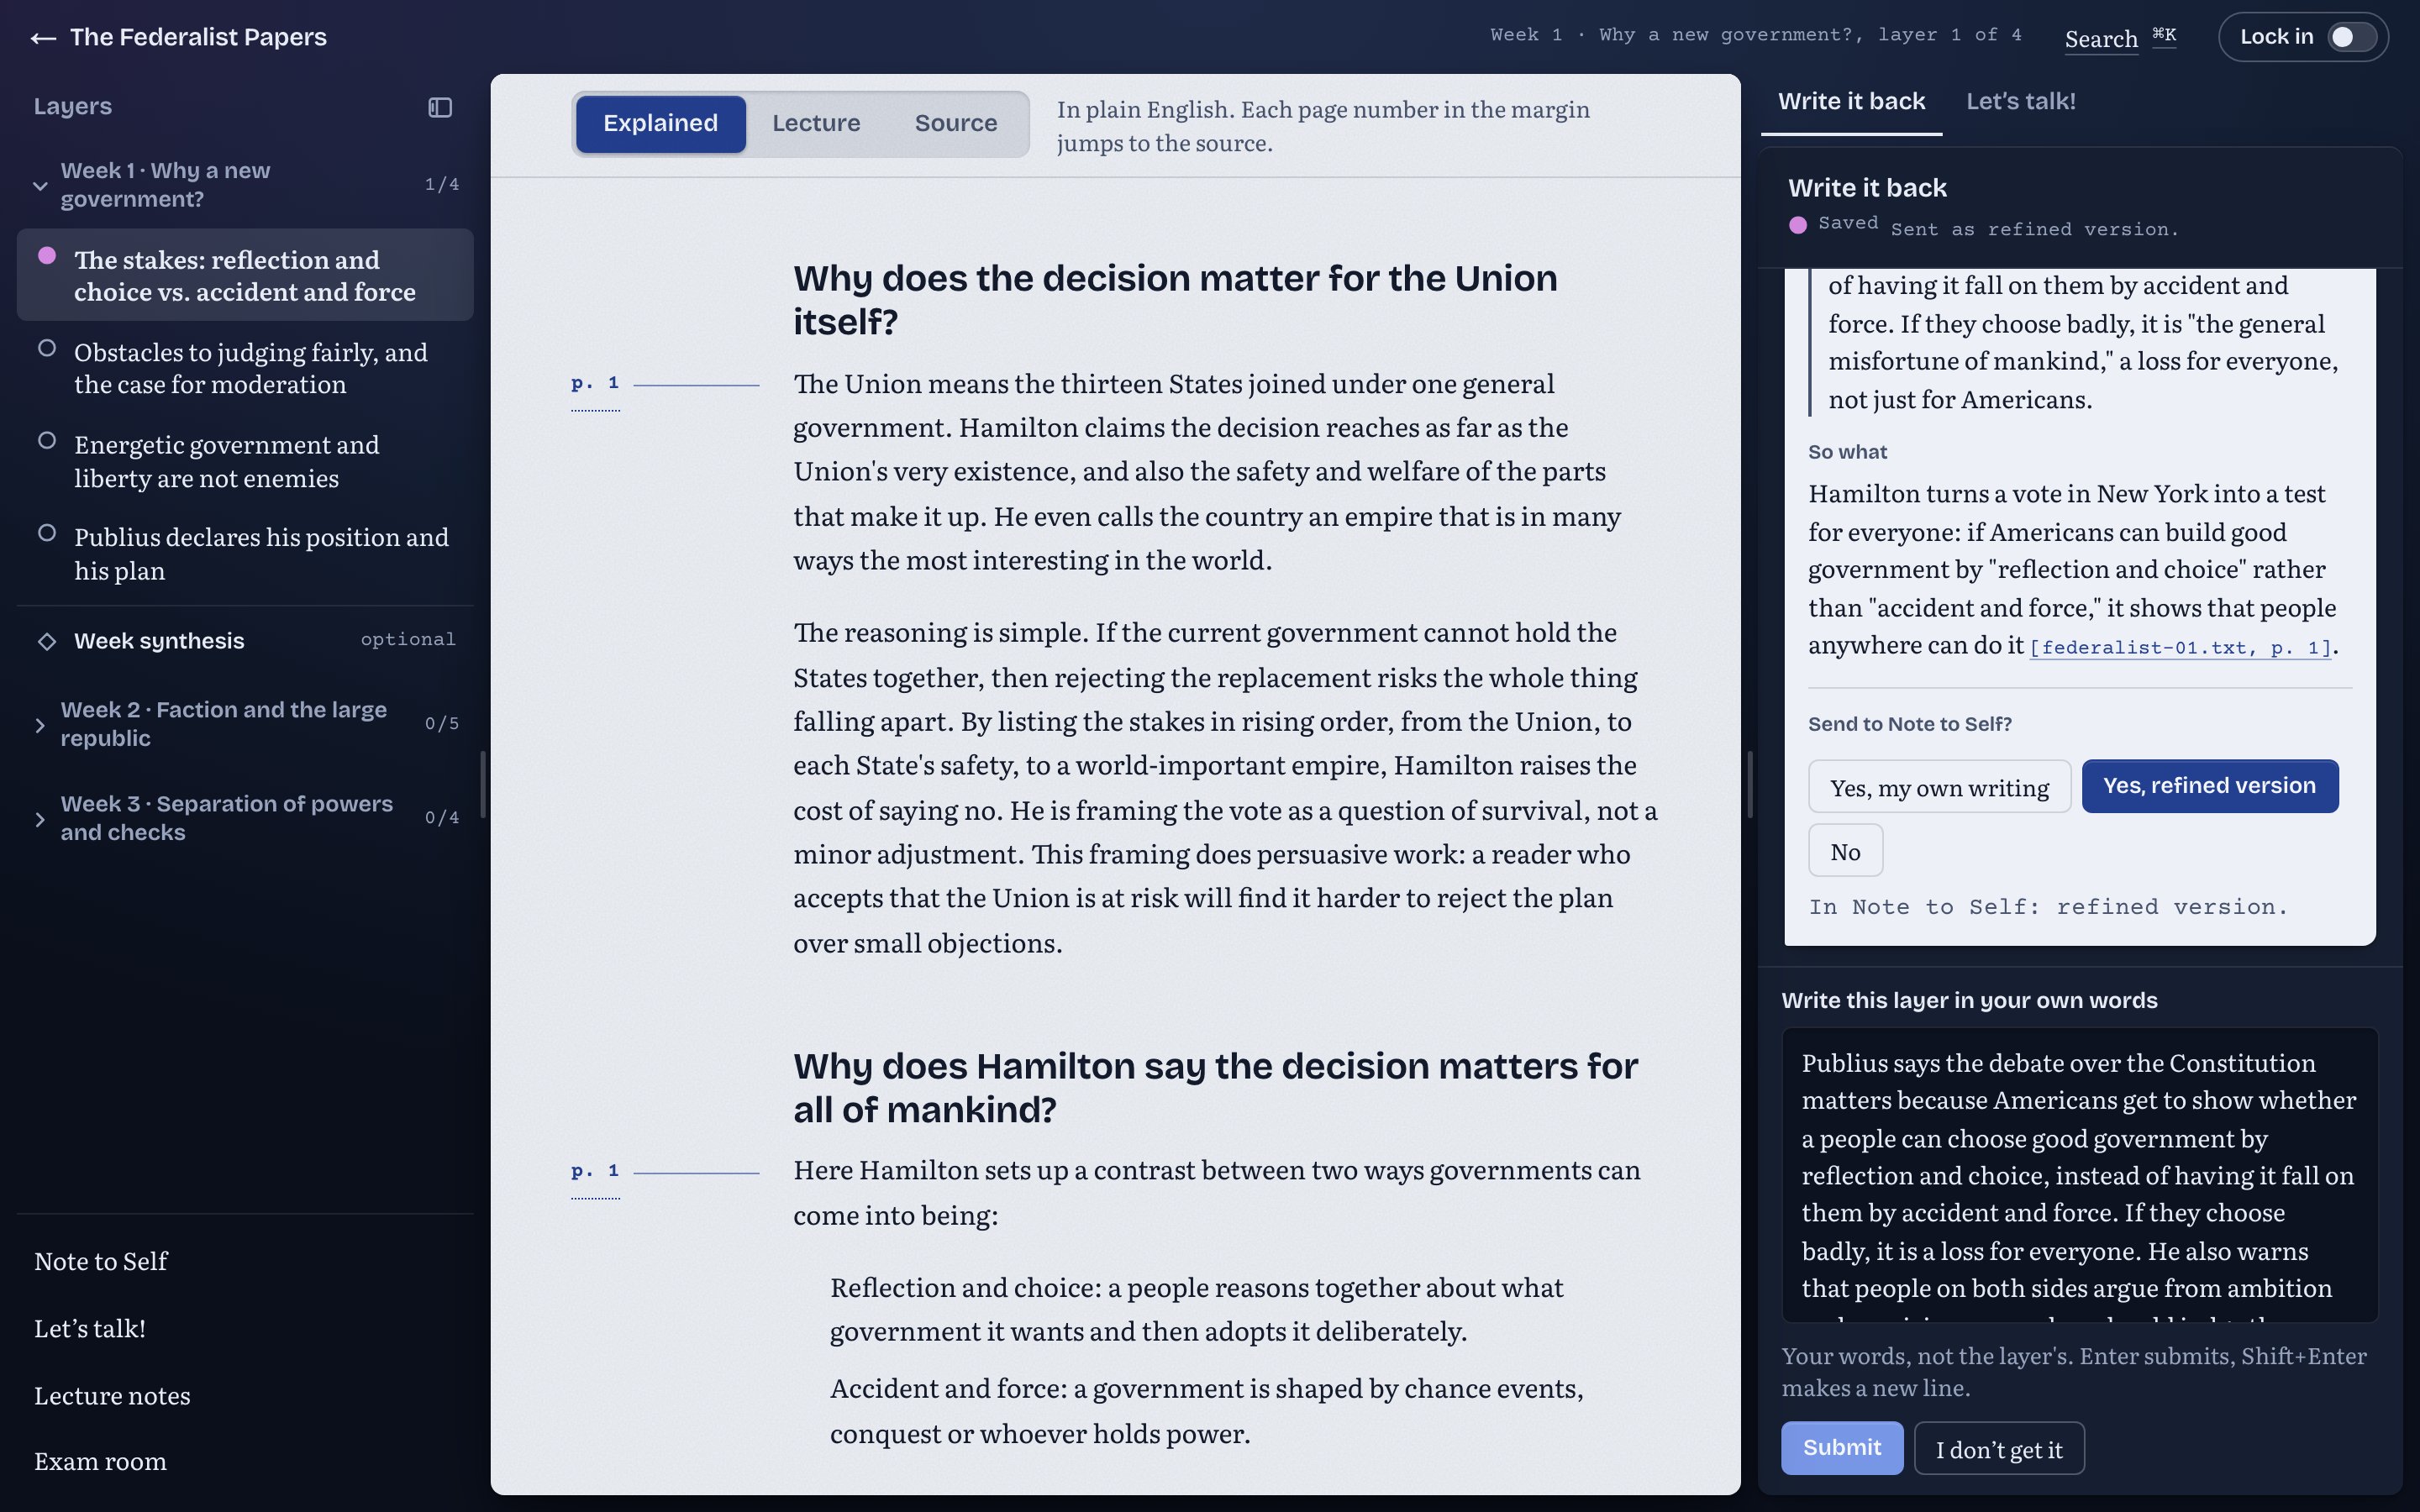 ← The Federalist Papers
Week 1 · Why a new government?, layer 1 of 4
Search ⌘K
Lock in
Layers
Week 1 · Why a new
government?
1/4
The stakes: reflection and
choice vs. accident and force
Obstacles to judging fairly, and
the case for moderation
Energetic government and
liberty are not enemies
Publius declares his position and
his plan
Week synthesis
optional
Week 2 · Faction and the large
republic
0/5
Week 3 · Separation of powers
and checks
0/4
Note to Self
Let’s talk!
Lecture notes
Exam room
Explained
Lecture
Source
In plain English. Each page number in the margin
jumps to the source.
Why does the decision matter for the Union
itself?
p. 1
The Union means the thirteen States joined under one general
government. Hamilton claims the decision reaches as far as the
Union's very existence, and also the safety and welfare of the parts
that make it up. He even calls the country an empire that is in many
ways the most interesting in the world.
The reasoning is simple. If the current government cannot hold the
States together, then rejecting the replacement risks the whole thing
falling apart. By listing the stakes in rising order, from the Union, to
each State's safety, to a world-important empire, Hamilton raises the
cost of saying no. He is framing the vote as a question of survival, not a
minor adjustment. This framing does persuasive work: a reader who
accepts that the Union is at risk will find it harder to reject the plan
over small objections.
Why does Hamilton say the decision matters for
all of mankind?
p. 1
Here Hamilton sets up a contrast between two ways governments can
come into being:
Reflection and choice: a people reasons together about what
government it wants and then adopts it deliberately.
Accident and force: a government is shaped by chance events,
conquest or whoever holds power.
Write it back
Let’s talk!
Write it back
Saved
Sent as refined version.
of having it fall on them by accident and
force. If they choose badly, it is "the general
misfortune of mankind," a loss for everyone,
not just for Americans.
So what
Hamilton turns a vote in New York into a test
for everyone: if Americans can build good
government by "reflection and choice" rather
than "accident and force," it shows that people
anywhere can do it [federalist-01.txt, p. 1].
Send to Note to Self?
Yes, my own writing
Yes, refined version
No
In Note to Self: refined version.
Write this layer in your own words
Publius says the debate over the Constitution
matters because Americans get to show whether
a people can choose good government by
reflection and choice, instead of having it fall on
them by accident and force. If they choose
badly, it is a loss for everyone. He also warns
that people on both sides argue from ambition
Your words, not the layer's. Enter submits, Shift+Enter
makes a new line.
Submit
I don’t get it